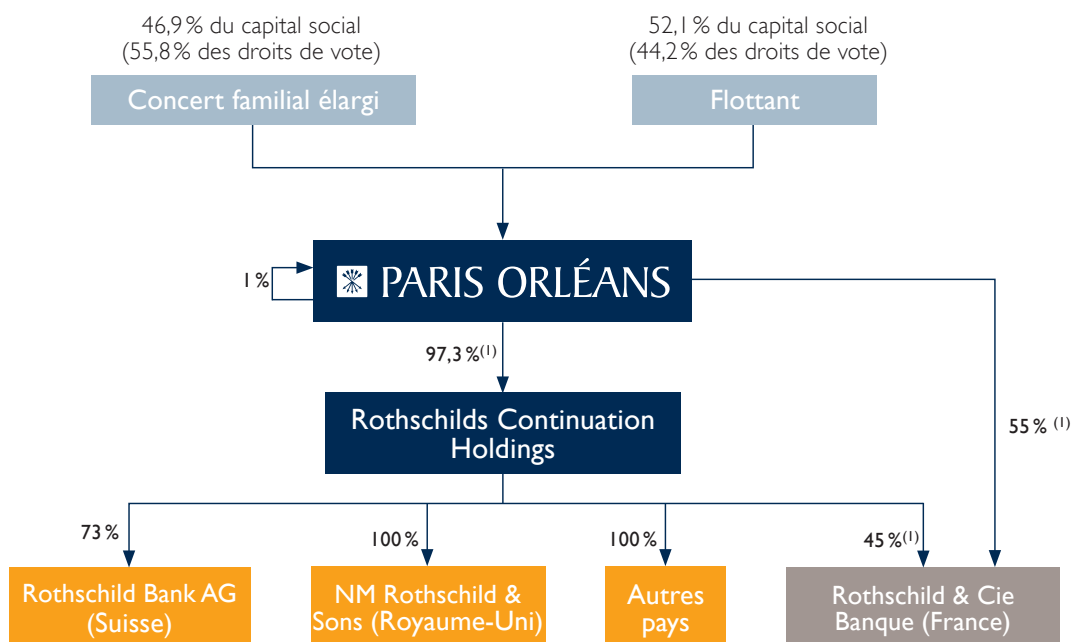 46,9 % du capital social
(55,8 % des droits de vote)
52,1 % du capital social
(44,2 % des droits de vote)
Concert familial élargi
Flottant
1 %
PARIS ORLÉANS
97,3 %(1)
Rothschilds Continuation
Holdings
55 % (1)
73 %
100 %
100 %
45 %(1)
Rothschild Bank AG
(Suisse)
NM Rothschild &
Sons (Royaume-Uni)
Autres
pays
Rothschild & Cie
Banque (France)